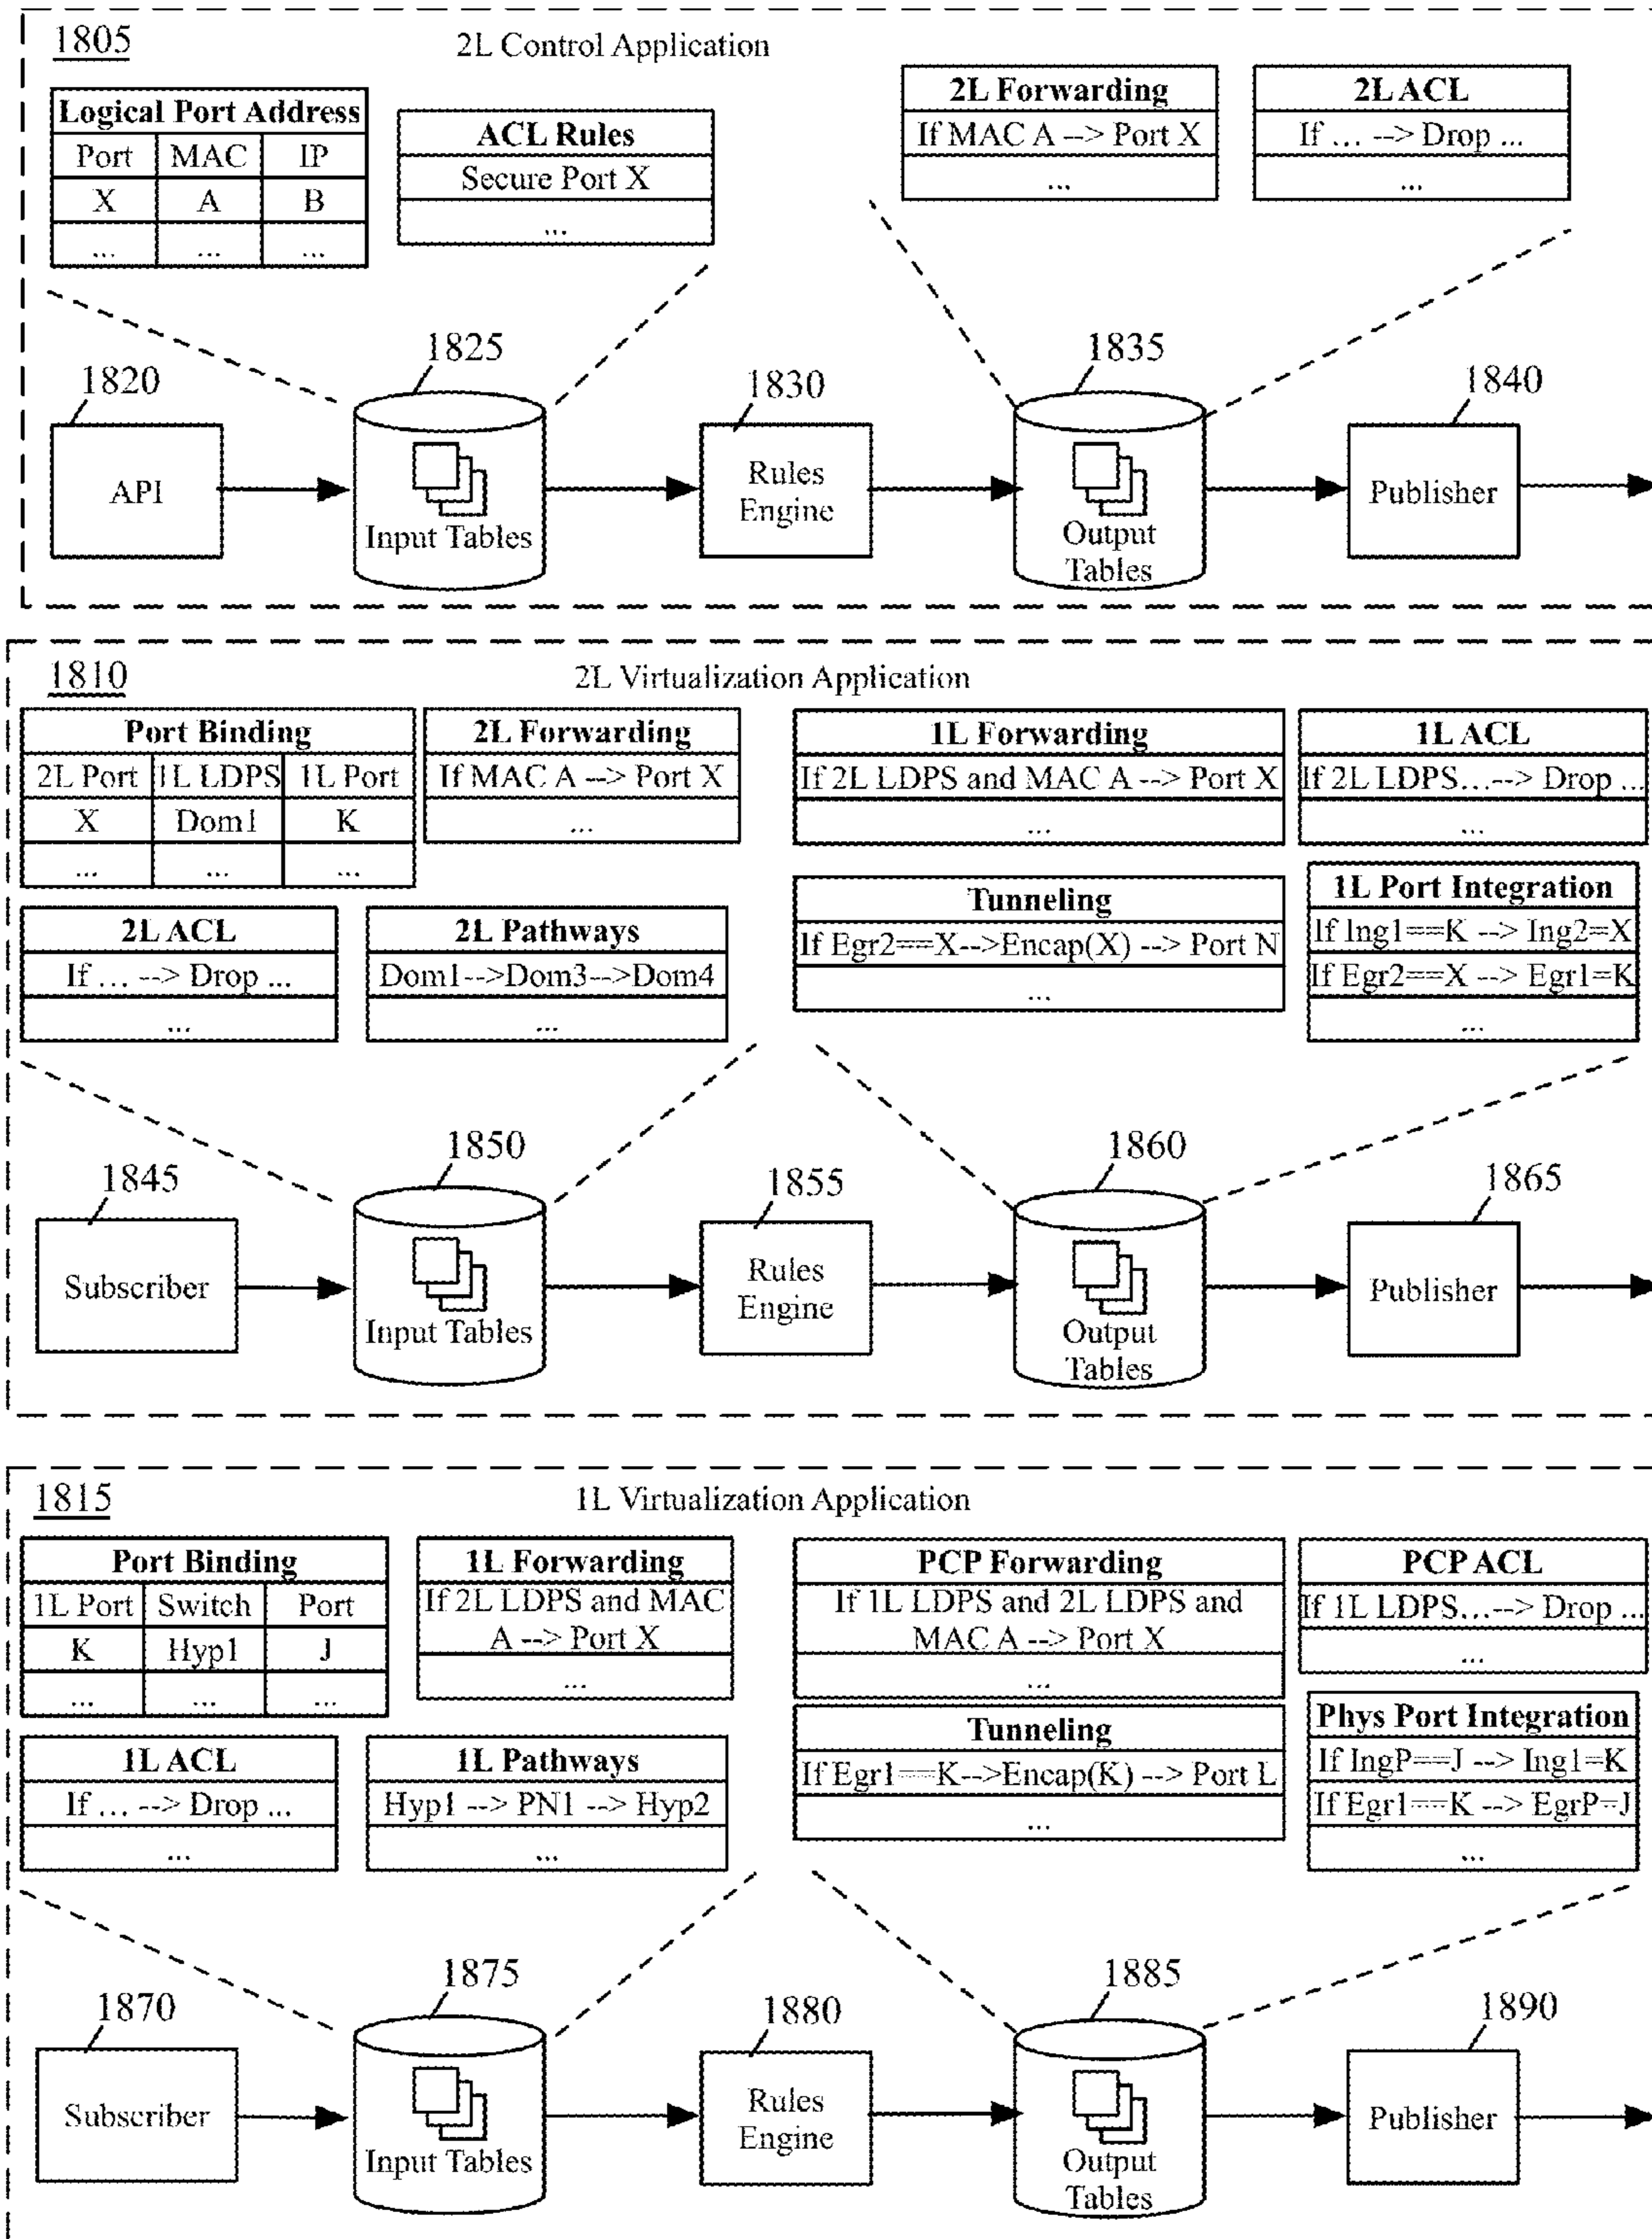 1805
2L Control Application
Logical Port Address
Port MAC IP
X A B
... ... ...
ACL Rules
Secure Port X
...
2L Forwarding
If MAC A --> Port X
...
2L ACL
If ... --> Drop ...
...
1820
API
1825
Input Tables
1830
Rules
Engine
1835
Output
Tables
1840
Publisher
1810
2L Virtualization Application
Port Binding
2L Port 1L LDPS 1L Port
X Dom1 K
... ... ...
2L Forwarding
If MAC A --> Port X
...
1L Forwarding
If 2L LDPS and MAC A --> Port X
...
1L ACL
If 2L LDPS...--> Drop ...
...
2L ACL
If ... --> Drop ...
...
2L Pathways
Dom1-->Dom3-->Dom4
...
Tunneling
If Egr2==X-->Encap(X) --> Port N
...
1L Port Integration
If Ing1==K --> Ing2=X
If Egr2==X --> Egr1=K
...
1845
Subscriber
1850
Input Tables
1855
Rules
Engine
1860
Output
Tables
1865
Publisher
1815
1L Virtualization Application
Port Binding
1L Port Switch Port
K Hyp1 J
... ... ...
1L Forwarding
If 2L LDPS and MAC
A --> Port X
...
PCP Forwarding
If 1L LDPS and 2L LDPS and
MAC A --> Port X
...
PCP ACL
If 1L LDPS...--> Drop ...
...
1L ACL
If ... --> Drop ...
...
1L Pathways
Hyp1 --> PN1 --> Hyp2
...
Tunneling
If Egr1==K-->Encap(K) --> Port L
...
Phys Port Integration
If IngP==J --> Ing1=K
If Egr1==K --> EgrP=J
...
1870
Subscriber
1875
Input Tables
1880
Rules
Engine
1885
Output
Tables
1890
Publisher